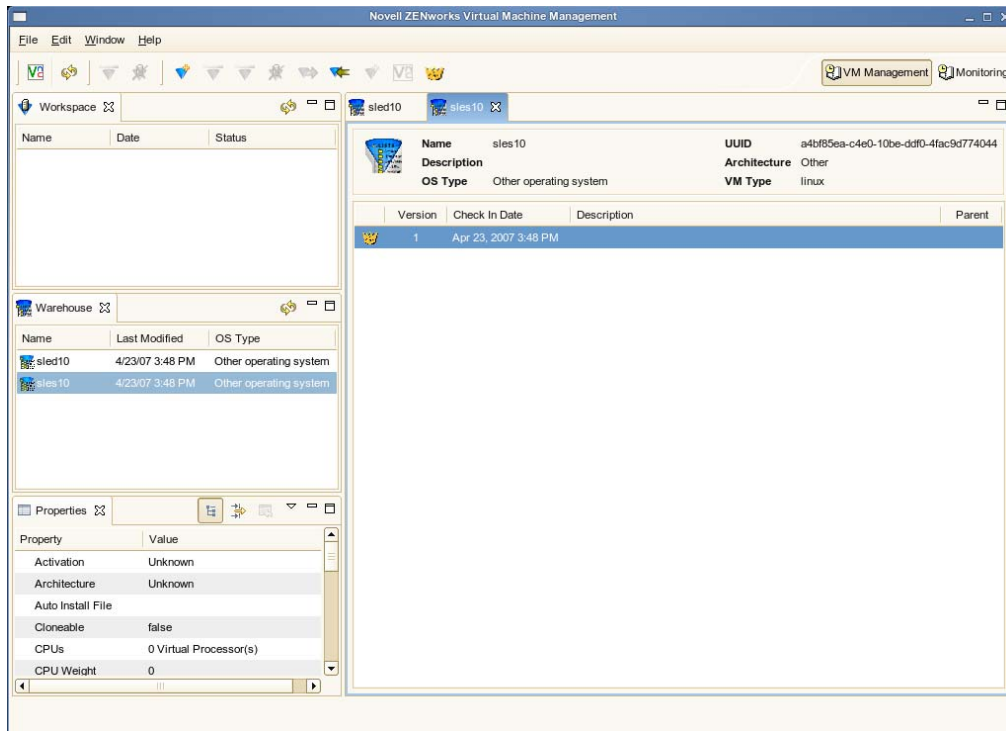 Novell ZENworks Virtual Machine Management
File Edit Window Help
VM Management Monitoring
Workspace
Name Date Status
Warehouse
Name Last Modified OS Type
sled10 4/23/07 3:48 PM Other operating system
sles10 4/23/07 3:48 PM Other operating system
Properties
Property Value
Activation Unknown
Architecture Unknown
Auto Install File
Cloneable false
CPUs 0 Virtual Processor(s)
CPU Weight 0
sled10 sles10
Name sles10 UUID a4bf85ea-c4e0-10be-ddf0-4fac9d774044
Description Architecture Other
OS Type Other operating system VM Type linux
Version Check In Date Description Parent
1 Apr 23, 2007 3:48 PM